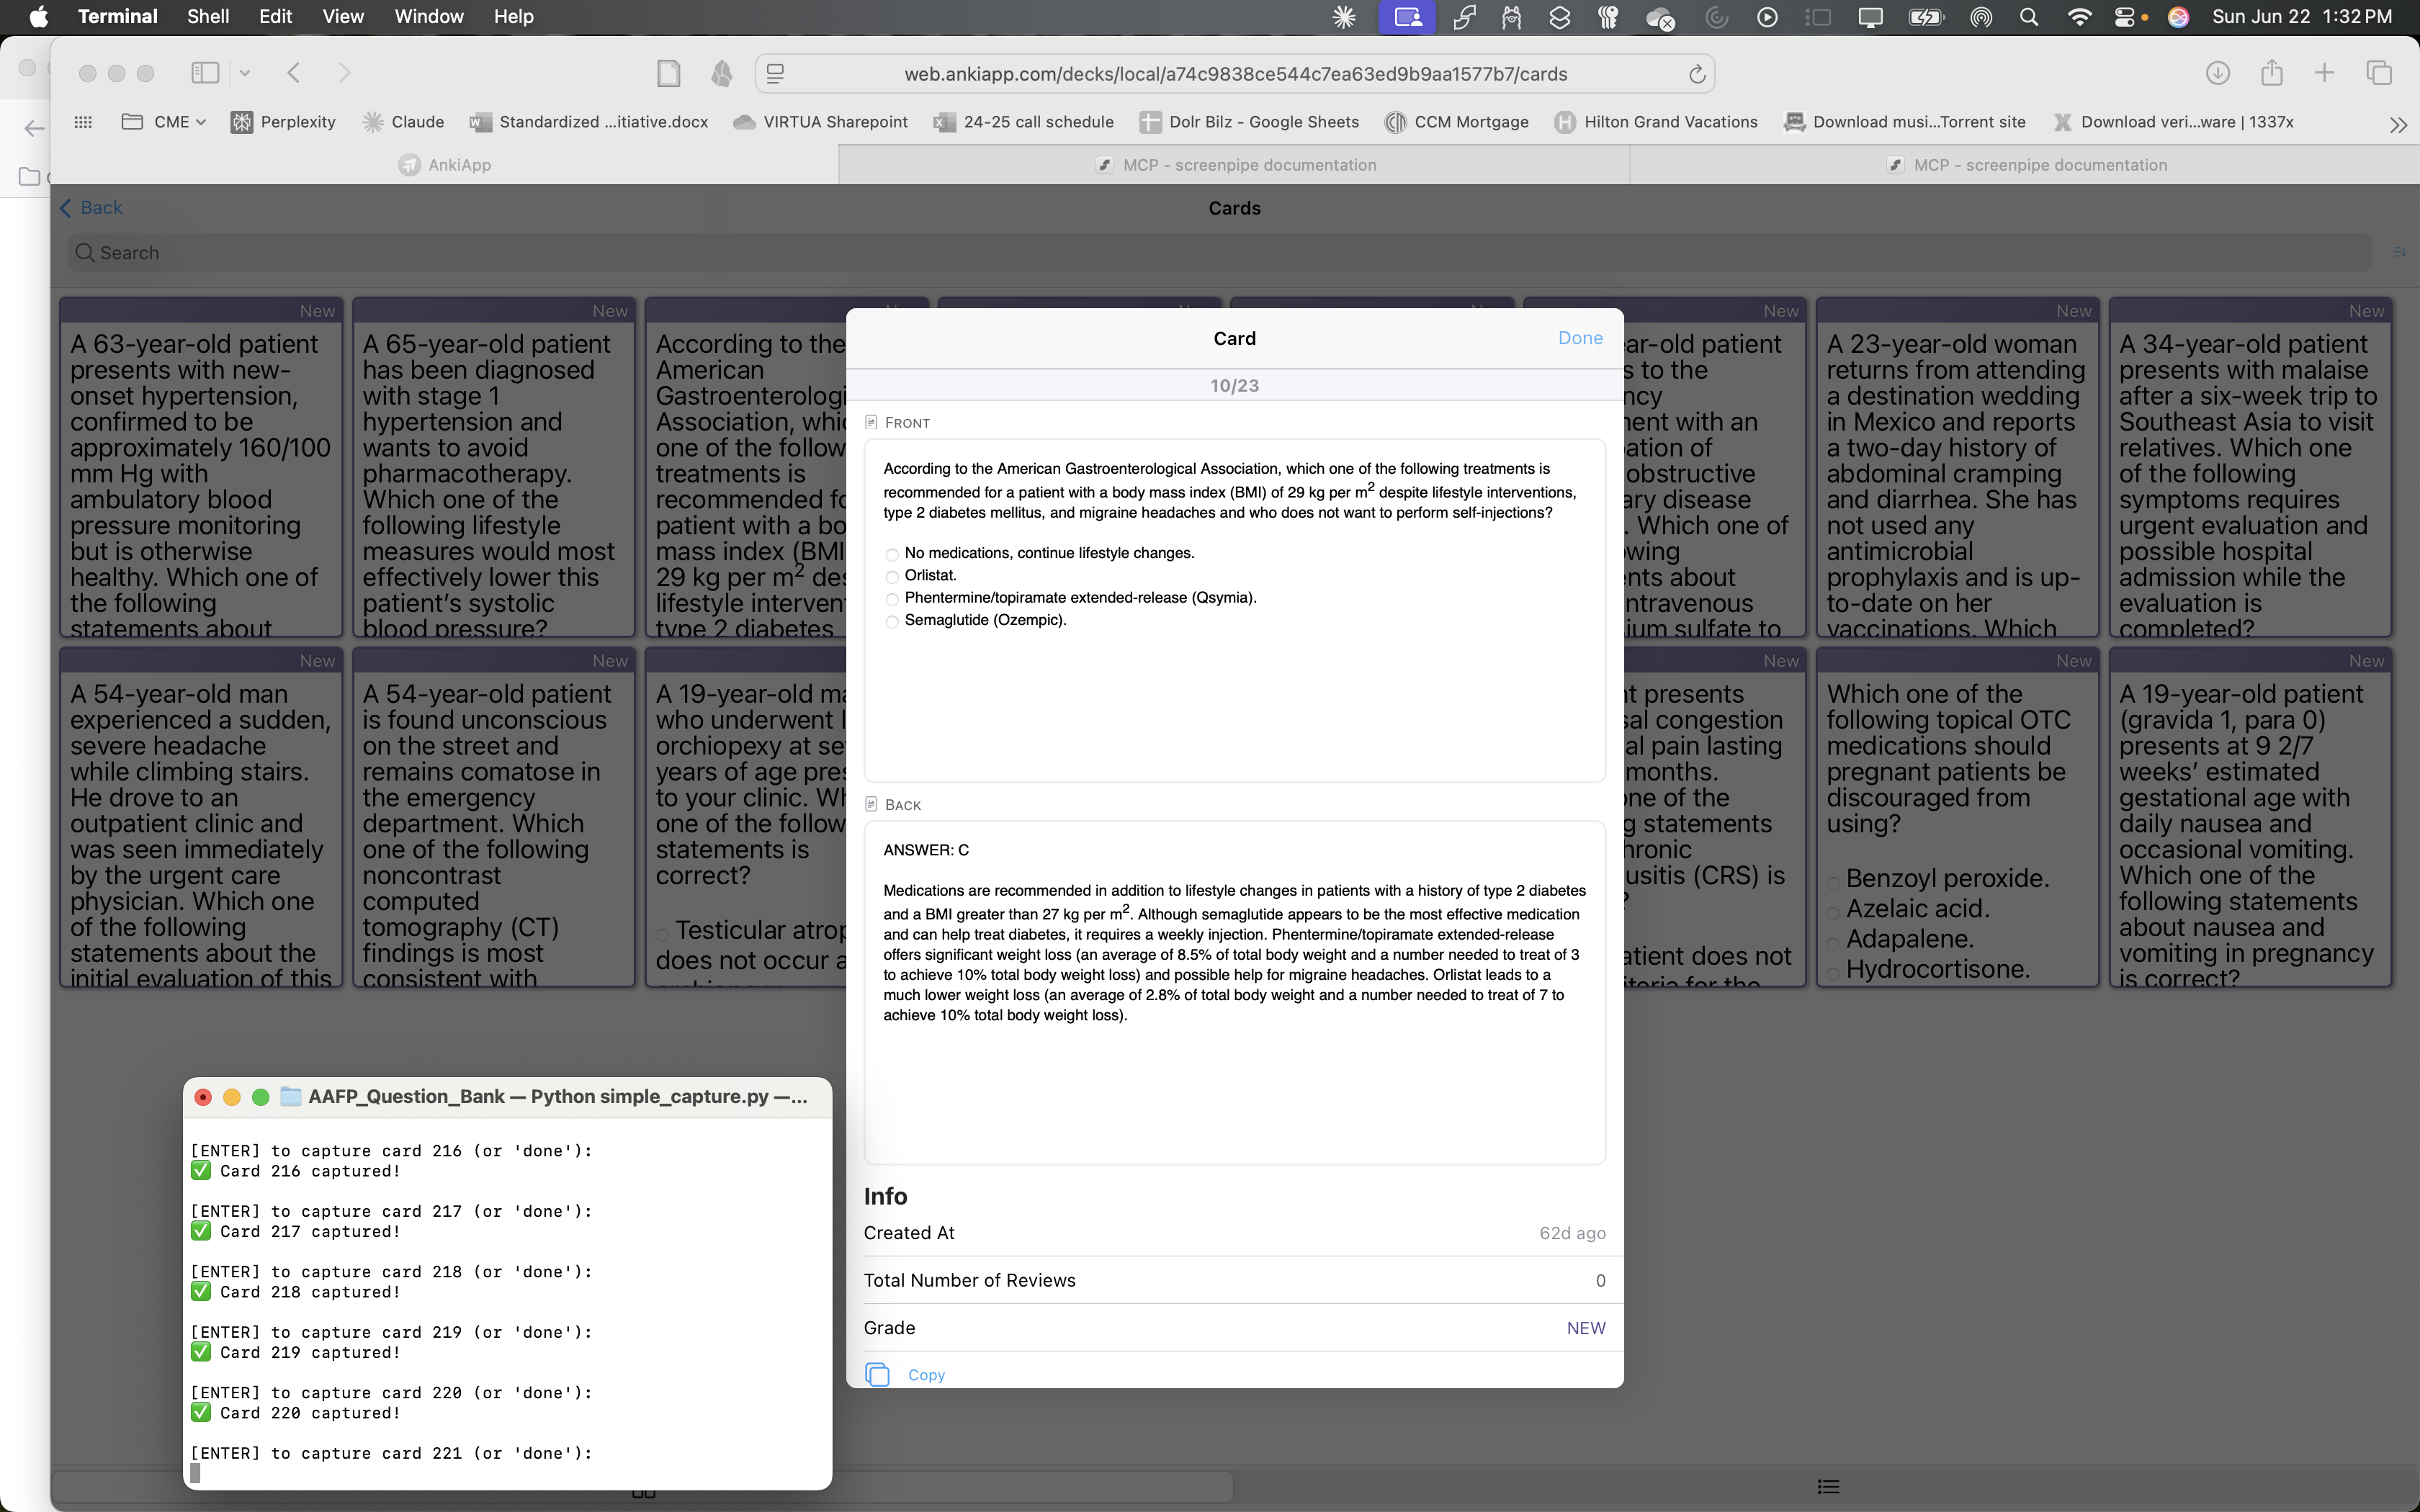 Terminal Shell Edit View Window Help Sun Jun 22 1:32 PM
web.ankiapp.com/decks/local/a74c9838ce544c7ea63ed9b9aa1577b7/cards
CME Perplexity Claude Standardized ...itiative.docx VIRTUA Sharepoint 24-25 call schedule Dolr Bilz - Google Sheets CCM Mortgage Hilton Grand Vacations Download musi...Torrent site Download veri...ware | 1337x
AnkiApp MCP - screenpipe documentation MCP - screenpipe documentation
Back Cards
Search
New
A 63-year-old patient
presents with new-
onset hypertension,
confirmed to be
approximately 160/100
mm Hg with
ambulatory blood
pressure monitoring
but is otherwise
healthy. Which one of
the following
statements about
New
A 65-year-old patient
has been diagnosed
with stage 1
hypertension and
wants to avoid
pharmacotherapy.
Which one of the
following lifestyle
measures would most
effectively lower this
patient's systolic
blood pressure?
According to the
American
Gastroenterologi
Association, whic
one of the follow
treatments is
recommended fo
patient with a bo
mass index (BMI
29 kg per m² des
lifestyle interven
type 2 diabetes
New
ar-old patient
s to the
ncy
nent with an
ation of
obstructive
ary disease
. Which one of
wing
nts about
ntravenous
ium sulfate to
New
A 23-year-old woman
returns from attending
a destination wedding
in Mexico and reports
a two-day history of
abdominal cramping
and diarrhea. She has
not used any
antimicrobial
prophylaxis and is up-
to-date on her
vaccinations. Which
New
A 34-year-old patient
presents with malaise
after a six-week trip to
Southeast Asia to visit
relatives. Which one
of the following
symptoms requires
urgent evaluation and
possible hospital
admission while the
evaluation is
completed?
New
A 54-year-old man
experienced a sudden,
severe headache
while climbing stairs.
He drove to an
outpatient clinic and
was seen immediately
by the urgent care
physician. Which one
of the following
statements about the
initial evaluation of this
New
A 54-year-old patient
is found unconscious
on the street and
remains comatose in
the emergency
department. Which
one of the following
noncontrast
computed
tomography (CT)
findings is most
consistent with
A 19-year-old ma
who underwent l
orchiopexy at se
years of age pres
to your clinic. Wh
one of the follow
statements is
correct?
Testicular atrop
does not occur a
New
nt presents
sal congestion
al pain lasting
months.
ne of the
g statements
hronic
usitis (CRS) is
?
atient does not
New
Which one of the
following topical OTC
medications should
pregnant patients be
discouraged from
using?
Benzoyl peroxide.
Azelaic acid.
Adapalene.
Hydrocortisone.
New
A 19-year-old patient
(gravida 1, para 0)
presents at 9 2/7
weeks' estimated
gestational age with
daily nausea and
occasional vomiting.
Which one of the
following statements
about nausea and
vomiting in pregnancy
is correct?
Card Done
10/23
FRONT
According to the American Gastroenterological Association, which one of the following treatments is
recommended for a patient with a body mass index (BMI) of 29 kg per m² despite lifestyle interventions,
type 2 diabetes mellitus, and migraine headaches and who does not want to perform self-injections?
No medications, continue lifestyle changes.
Orlistat.
Phentermine/topiramate extended-release (Qsymia).
Semaglutide (Ozempic).
BACK
ANSWER: C
Medications are recommended in addition to lifestyle changes in patients with a history of type 2 diabetes
and a BMI greater than 27 kg per m². Although semaglutide appears to be the most effective medication
and can help treat diabetes, it requires a weekly injection. Phentermine/topiramate extended-release
offers significant weight loss (an average of 8.5% of total body weight and a number needed to treat of 3
to achieve 10% total body weight loss) and possible help for migraine headaches. Orlistat leads to a
much lower weight loss (an average of 2.8% of total body weight and a number needed to treat of 7 to
achieve 10% total body weight loss).
Info
Created At 62d ago
Total Number of Reviews 0
Grade NEW
Copy
AAFP_Question_Bank — Python simple_capture.py —...
[ENTER] to capture card 216 (or 'done'):
✅ Card 216 captured!
[ENTER] to capture card 217 (or 'done'):
✅ Card 217 captured!
[ENTER] to capture card 218 (or 'done'):
✅ Card 218 captured!
[ENTER] to capture card 219 (or 'done'):
✅ Card 219 captured!
[ENTER] to capture card 220 (or 'done'):
✅ Card 220 captured!
[ENTER] to capture card 221 (or 'done'):